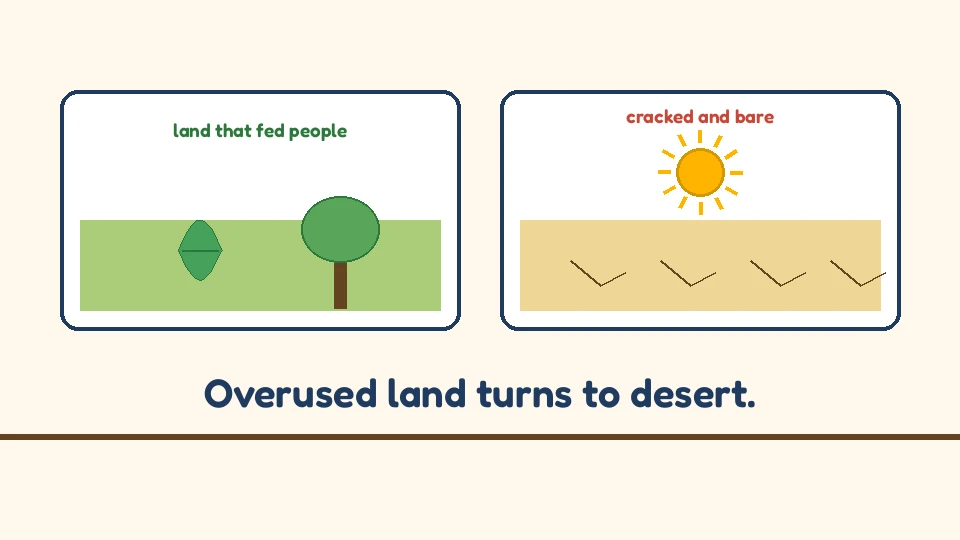 land that fed people
cracked and bare
Overused land turns to desert.